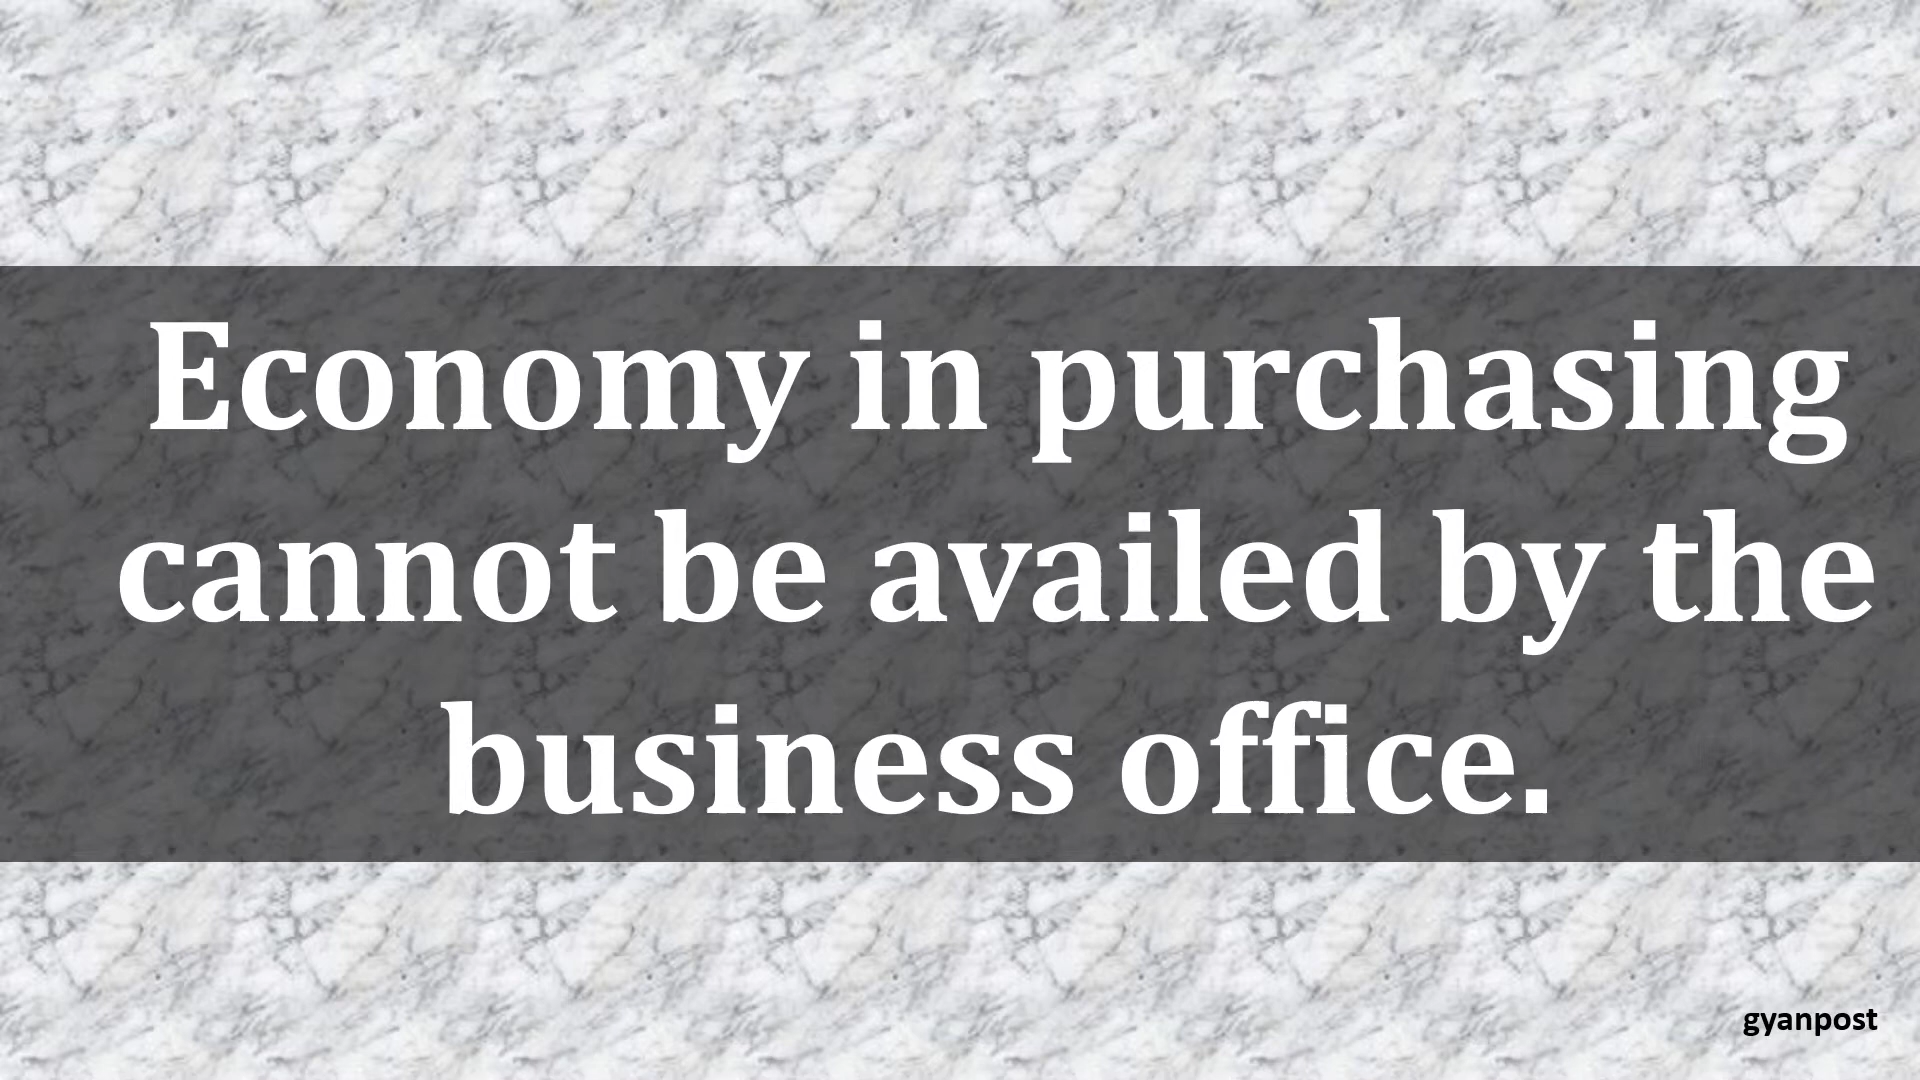 Economy in purchasing
cannot be availed by the
business office.
gyanpost